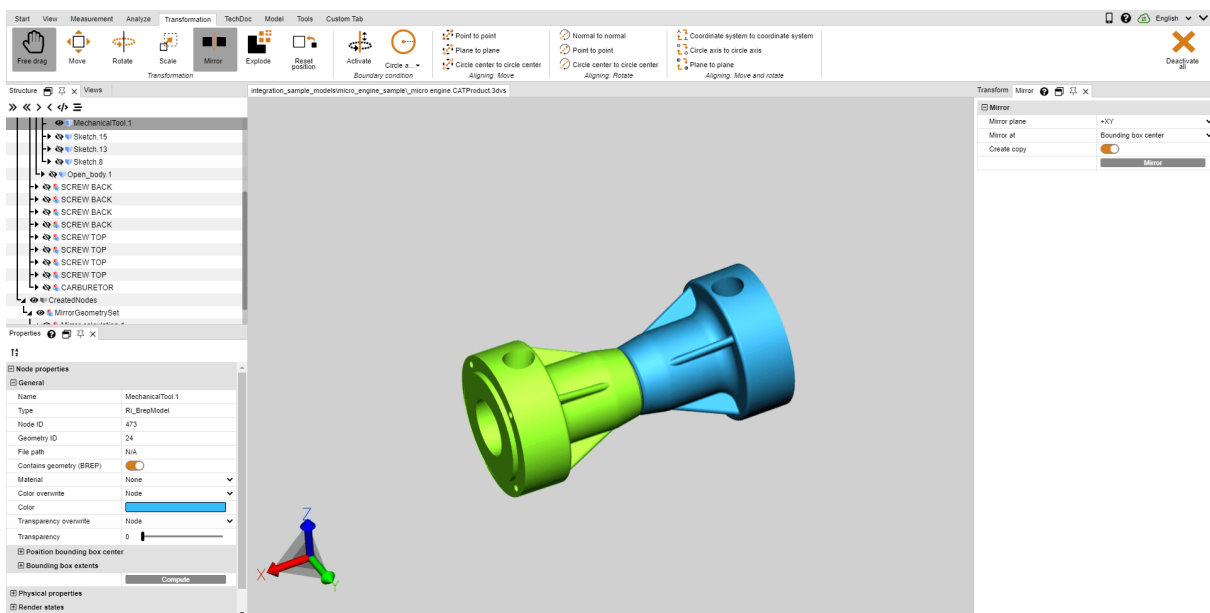 Start View Measurement Analyze Transformation TechDoc Model Tools Custom Tab English
Free drag Move Rotate Scale Mirror Explode Reset position Activate Circle a...
Point to point
Plane to plane
Circle center to circle center
Normal to normal
Point to point
Circle center to circle center
Coordinate system to coordinate system
Circle axis to circle axis
Plane to plane
Deactivate all
Transformation Boundary condition Aligning: Move Aligning: Rotate Aligning: Move and rotate
Structure Views
integration_sample_models\micro_engine_sample\_micro engine.CATProduct.3dvs
MechanicalTool.1
Sketch.15
Sketch.13
Sketch.8
Open_body.1
SCREW BACK
SCREW BACK
SCREW BACK
SCREW BACK
SCREW TOP
SCREW TOP
SCREW TOP
SCREW TOP
CARBURETOR
CreatedNodes
MirrorGeometrySet
Properties
Node properties
General
Name MechanicalTool.1
Type Ri_BrepModel
Node ID 473
Geometry ID 24
File path N/A
Contains geometry (BREP)
Material None
Color overwrite Node
Color
Transparency overwrite Node
Transparency 0
Position bounding box center
Bounding box extents
Compute
Physical properties
Render states
Z
X
Y
Transform Mirror
Mirror
Mirror plane +XY
Mirror at Bounding box center
Create copy
Mirror